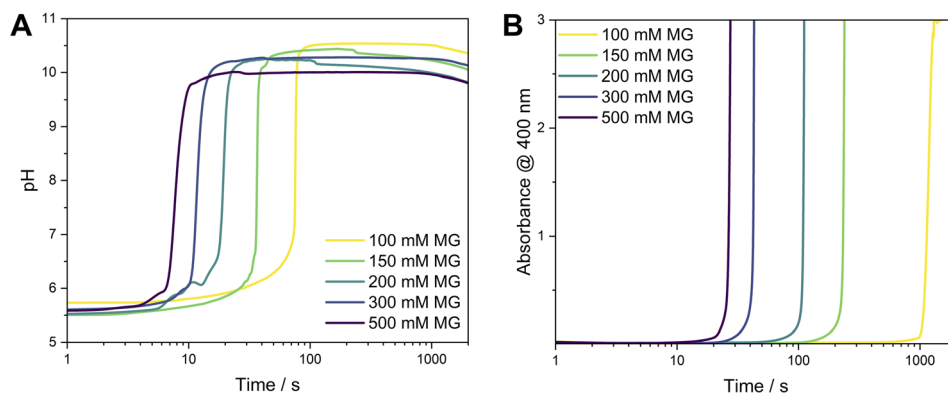 A
11
10
9
8
7
6
5
pH
1
10
100
1000
Time / s
100 mM MG
150 mM MG
200 mM MG
300 mM MG
500 mM MG
B
3
2
1
Absorbance @ 400 nm
1
10
100
1000
Time / s
100 mM MG
150 mM MG
200 mM MG
300 mM MG
500 mM MG